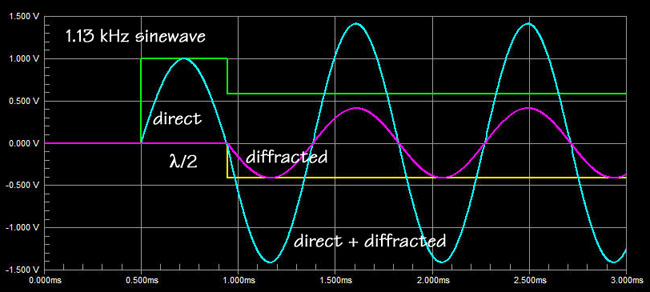 1.500 V
1.13 kHz sinewave
1.000 V
0.500 V
direct
0.000 V
λ/2
diffracted
-0.500 V
-1.000 V
direct + diffracted
-1.500 V
0.000ms 0.500ms 1.000ms 1.500ms 2.000ms 2.500ms 3.000ms